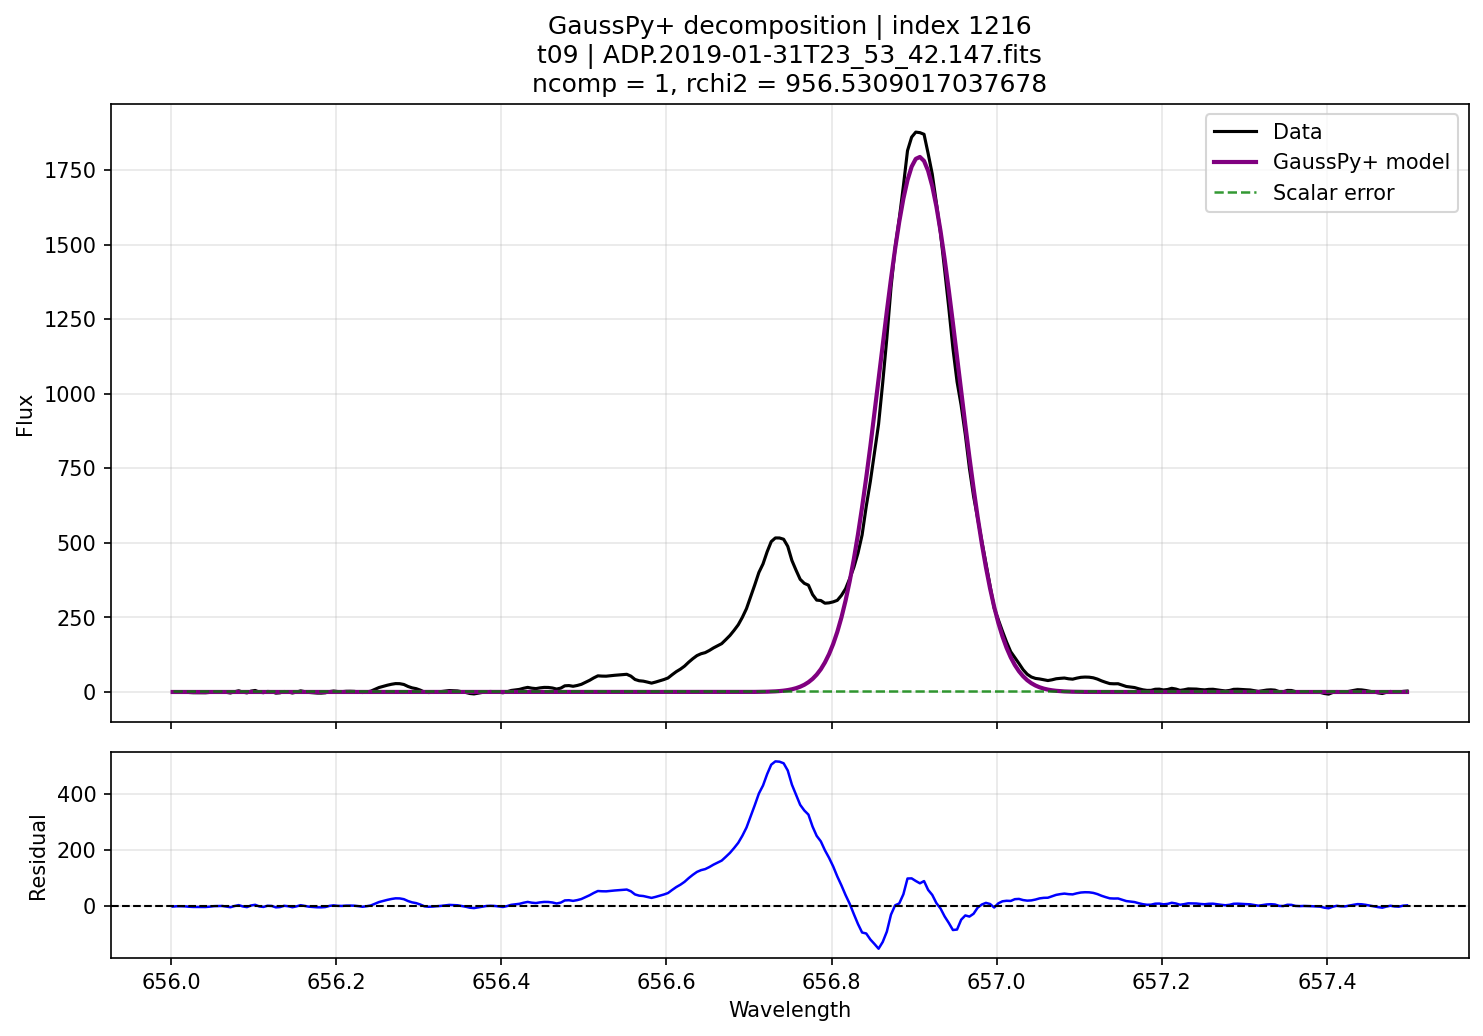 GaussPy+ decomposition | index 1216
t09 | ADP.2019-01-31T23_53_42.147.fits
ncomp = 1, rchi2 = 956.5309017037678
Data
GaussPy+ model
Scalar error
1750
1500
1250
1000
750
500
250
0
Flux
400
200
0
Residual
656.0 656.2 656.4 656.6 656.8 657.0 657.2 657.4
Wavelength